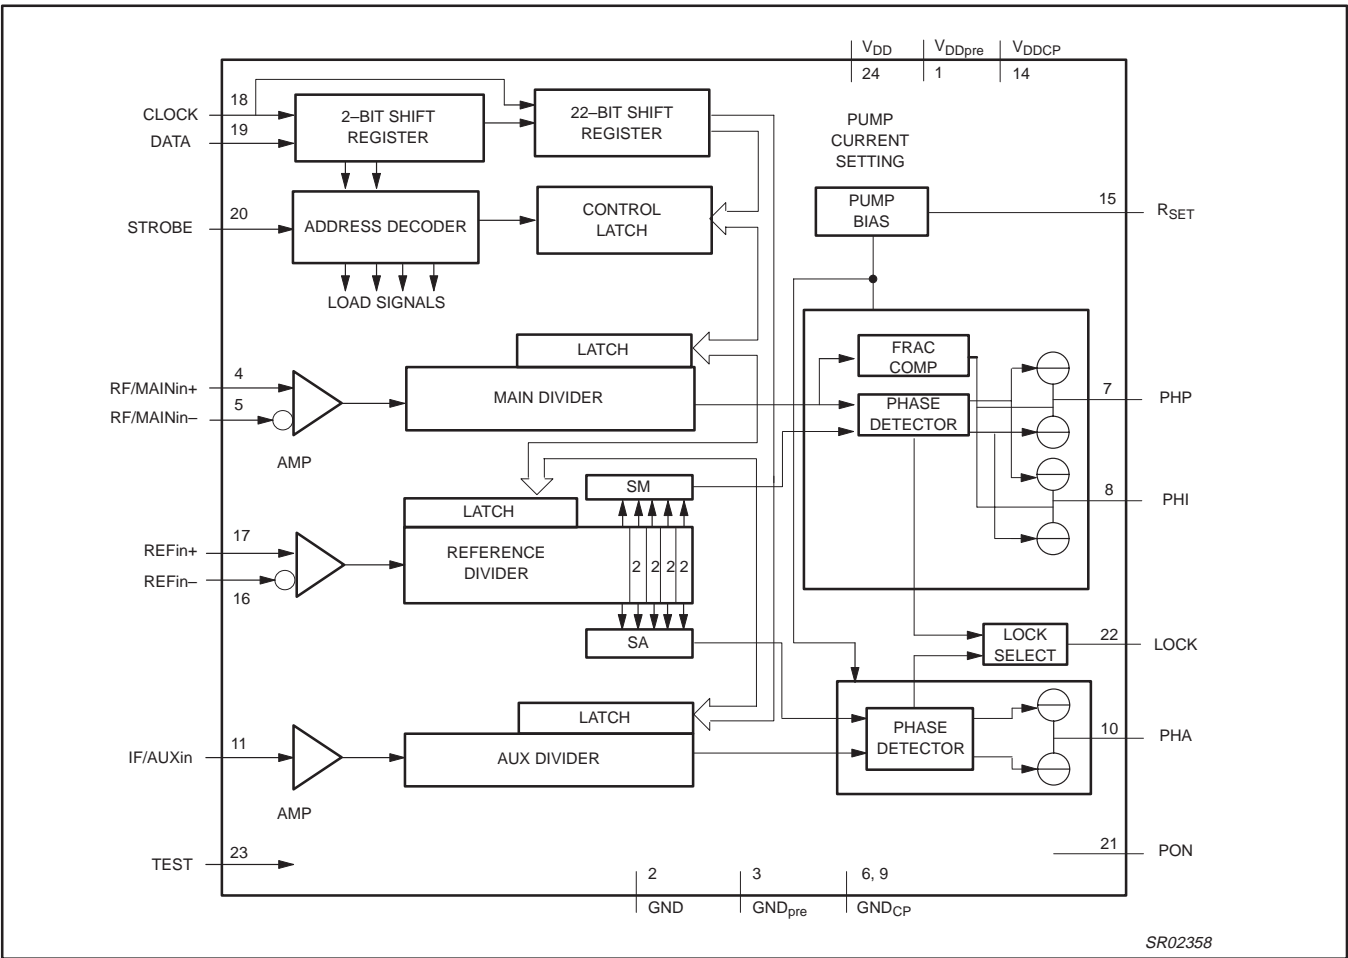 VDD
VDDpre
VDDCP
24
1
14
18
CLOCK
19
DATA
2–BIT SHIFT
REGISTER
22–BIT SHIFT
REGISTER
PUMP
CURRENT
SETTING
20
STROBE
ADDRESS DECODER
CONTROL
LATCH
PUMP
BIAS
15
RSET
LOAD SIGNALS
LATCH
MAIN DIVIDER
4
RF/MAINin+
5
RF/MAINin–
AMP
FRAC
COMP
PHASE
DETECTOR
7
PHP
8
PHI
SM
LATCH
17
REFin+
REFin–
16
REFERENCE
DIVIDER
2 2 2 2
SA
LOCK
SELECT
22
LOCK
LATCH
11
IF/AUXin
AUX DIVIDER
AMP
PHASE
DETECTOR
10
PHA
23
TEST
21
PON
2
3
6, 9
GND
GNDpre
GNDCP
SR02358